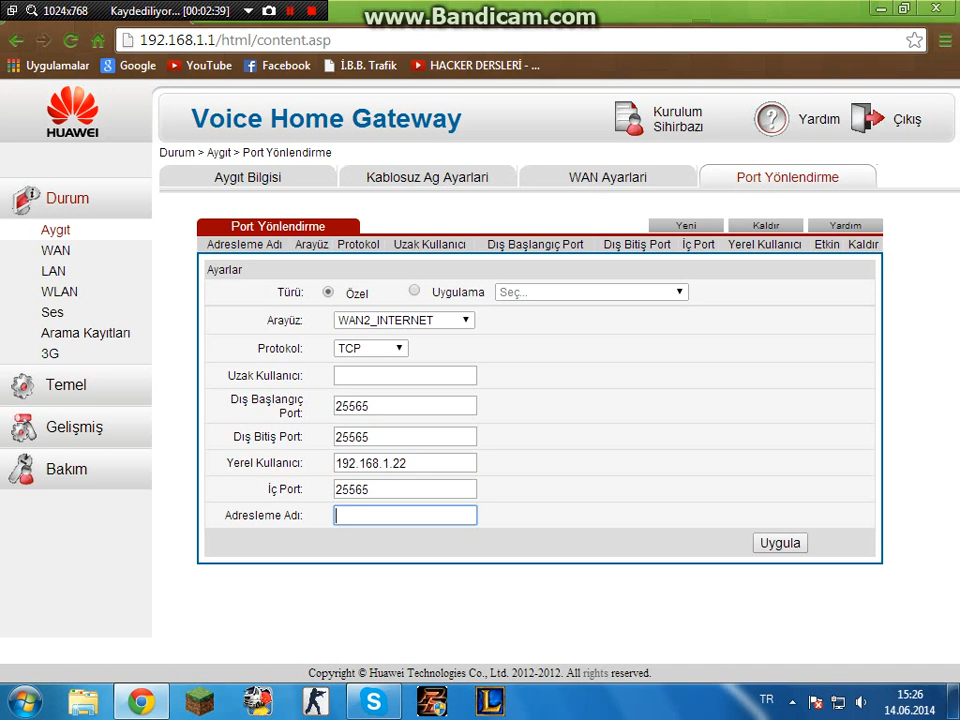 1024x768 Kaydediliyor... [00:02:39]
www.Bandicam.com
192.168.1.1/html/content.asp
Uygulamalar Google YouTube Facebook İ.B.B. Trafik HACKER DERSLERİ - ...
HUAWEI
Voice Home Gateway
Kurulum Sihirbazı
Yardım
Çıkış
Durum > Aygıt > Port Yönlendirme
Aygıt Bilgisi Kablosuz Ag Ayarlari WAN Ayarlari Port Yönlendirme
Durum
Aygıt
WAN
LAN
WLAN
Ses
Arama Kayıtları
3G
Temel
Gelişmiş
Bakım
Port Yönlendirme
Yeni Kaldır Yardım
Adresleme Adı Arayüz Protokol Uzak Kullanıcı Dış Başlangıç Port Dış Bitiş Port İç Port Yerel Kullanıcı Etkin Kaldır
Ayarlar
Türü: Özel Uygulama Seç...
Arayüz: WAN2_INTERNET
Protokol: TCP
Uzak Kullanıcı:
Dış Başlangıç Port: 25565
Dış Bitiş Port: 25565
Yerel Kullanıcı: 192.168.1.22
İç Port: 25565
Adresleme Adı:
Uygula
Copyright © Huawei Technologies Co., Ltd. 2012-2012. All rights reserved.
TR
15:26
14.06.2014